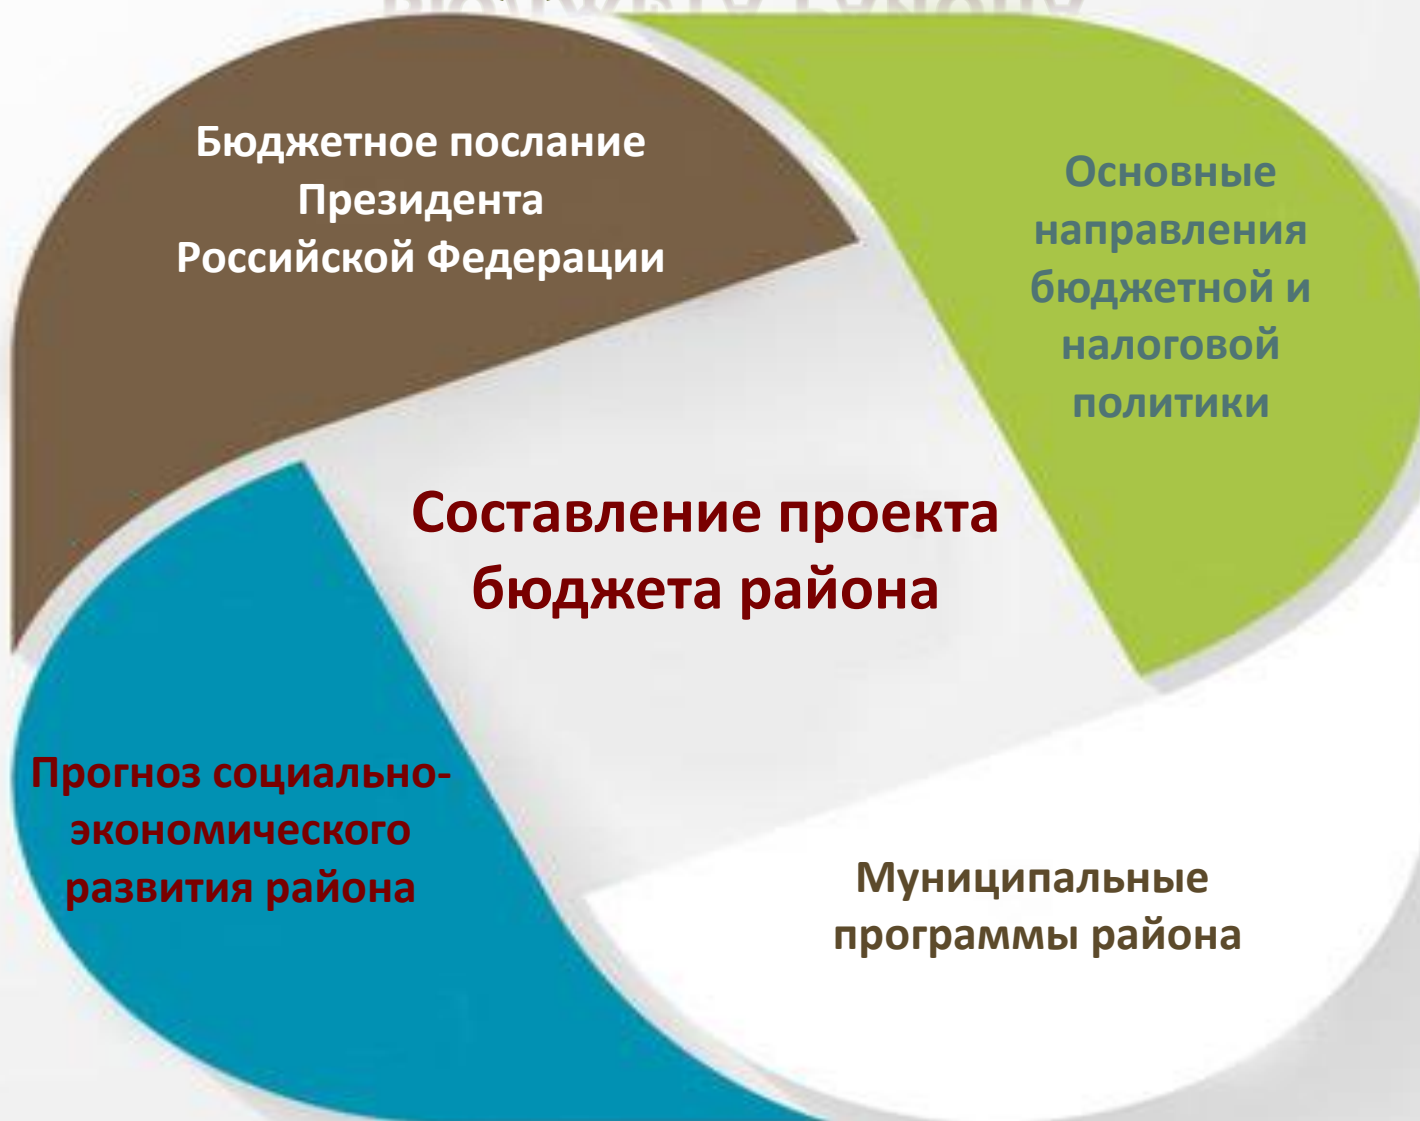 Бюджетное послание
Президента
Российской Федерации
Основные
направления
бюджетной и
налоговой
политики
Составление проекта
бюджета района
Прогноз социально-
экономического
развития района
Муниципальные
программы района